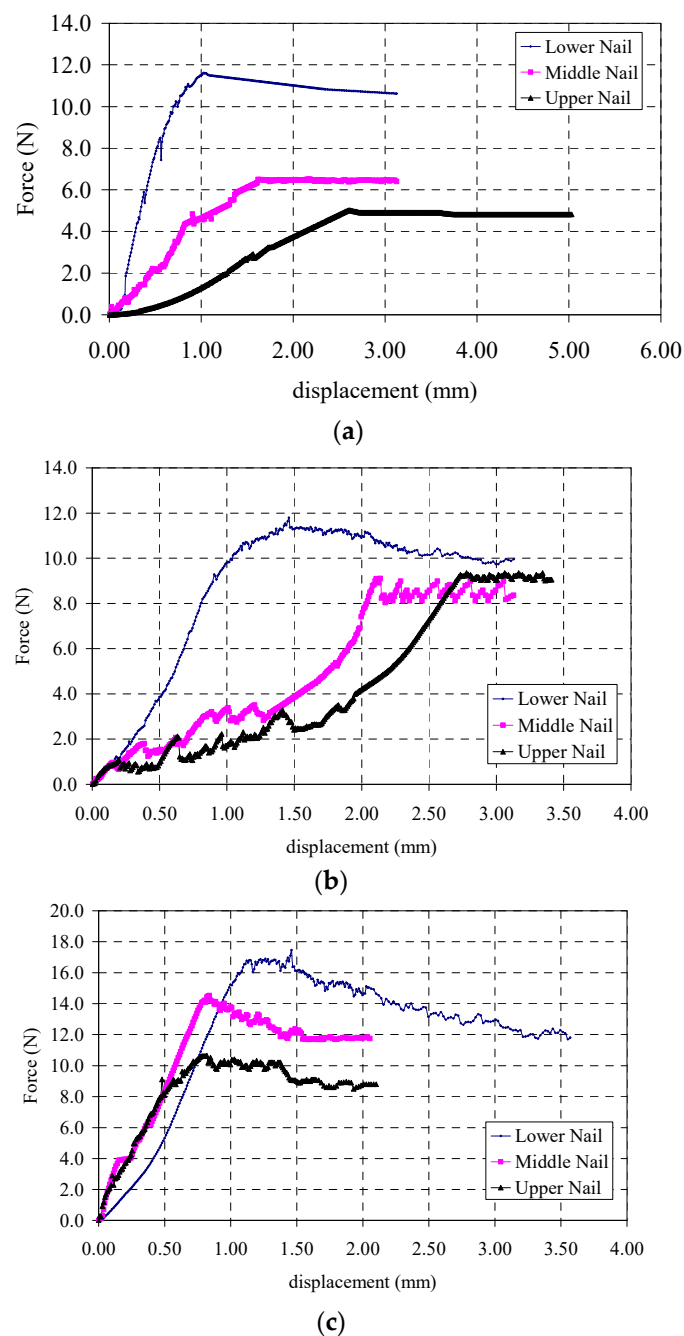 14.0
12.0
10.0
8.0
6.0
4.0
2.0
0.0
Force (N)
Lower Nail
Middle Nail
Upper Nail
0.00 1.00 2.00 3.00 4.00 5.00 6.00
displacement (mm)
(a)
14.0
12.0
10.0
8.0
6.0
4.0
2.0
0.0
Force (N)
Lower Nail
Middle Nail
Upper Nail
0.00 0.50 1.00 1.50 2.00 2.50 3.00 3.50 4.00
displacement (mm)
(b)
20.0
18.0
16.0
14.0
12.0
10.0
8.0
6.0
4.0
2.0
0.0
Force (N)
Lower Nail
Middle Nail
Upper Nail
0.00 0.50 1.00 1.50 2.00 2.50 3.00 3.50 4.00
displacement (mm)
(c)